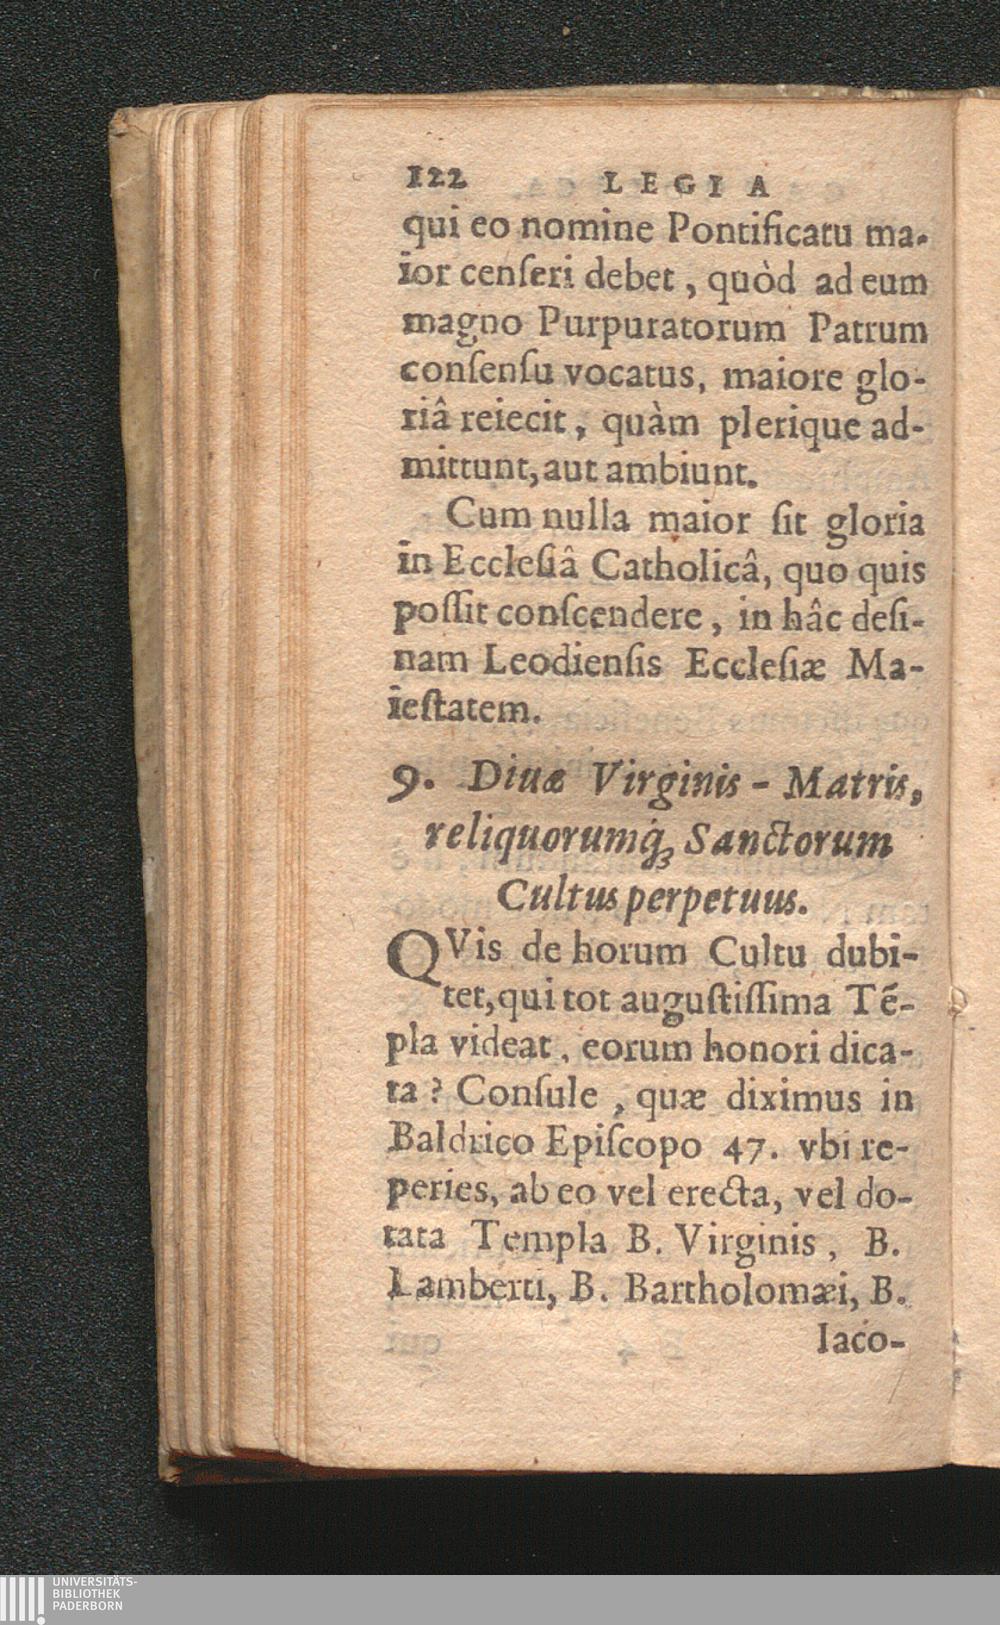 122 LEGIA
qui eo nomine Pontificatu ma-
ior cenſeri debet, quòd ad eum
magno Purpuratorum Patrum
conſenſu vocatus, maiore glo-
riâ reiecit, quàm plerique ad-
mittunt, aut ambiunt.
Cum nulla maior ſit gloria
in Eccleſiâ Catholicâ, quo quis
poſſit conſcendere, in hâc deſi-
nam Leodienſis Eccleſiæ Ma-
ieſtatem.
9. Diuæ Virginis - Matris,
reliquorumq́; Sanctorum
Cultus perpetuus.
QVis de horum Cultu dubi-
tet, qui tot auguſtiſſima Tē-
pla videat, eorum honori dica-
ta? Conſule, quæ diximus in
Baldrico Epiſcopo 47. vbi re-
peries, ab eo vel erecta, vel do-
tata Templa B. Virginis, B.
Lamberti, B. Bartholomæi, B.
Iaco-
UNIVERSITÄTS-
BIBLIOTHEK
PADERBORN